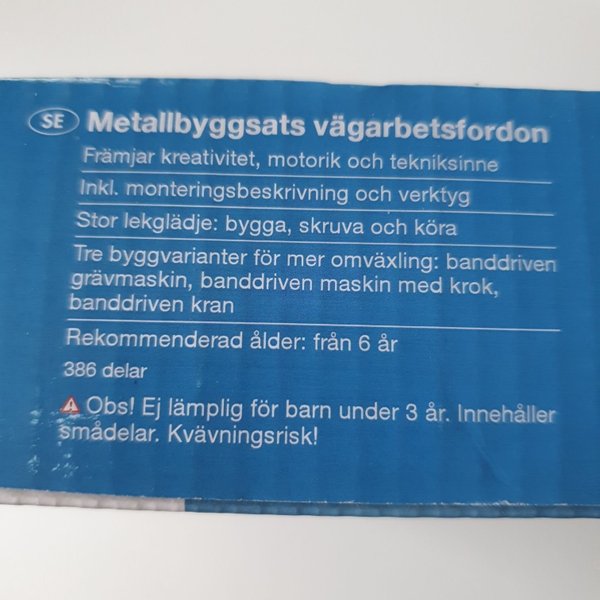 SE Metallbyggsats vägarbetsfordon
Främjar kreativitet, motorik och tekniksinne
Inkl. monteringsbeskrivning och verktyg
Stor lekglädje: bygga, skruva och köra
Tre byggvarianter för mer omväxling: banddriven
grävmaskin, banddriven maskin med krok,
banddriven kran
Rekommenderad ålder: från 6 år
386 delar
Obs! Ej lämplig för barn under 3 år. Innehåller
smådelar. Kvävningsrisk!